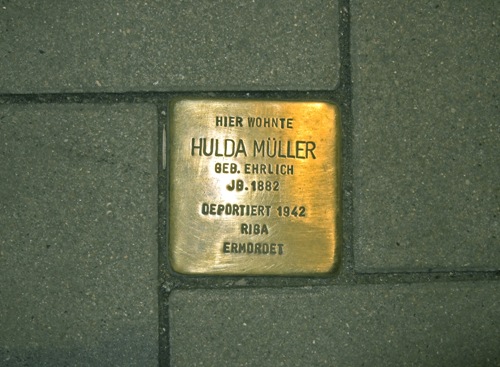 HIER WOHNTE
HULDA MÜLLER
GEB. EHRLICH
JG. 1882
DEPORTIERT 1942
RIGA
ERMORDET